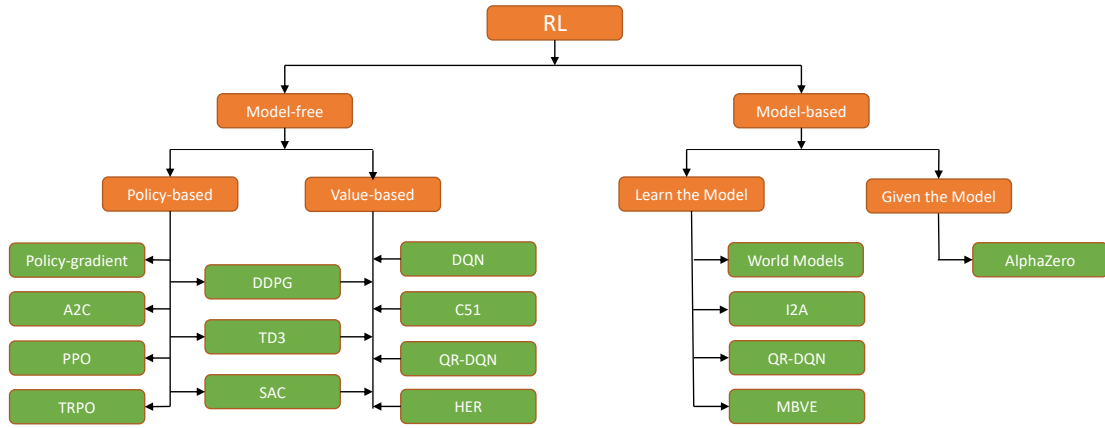 RL
Model-free
Model-based
Policy-based
Value-based
Learn the Model
Given the Model
Policy-gradient
DDPG
DQN
World Models
AlphaZero
A2C
TD3
C51
I2A
PPO
SAC
QR-DQN
QR-DQN
TRPO
HER
MBVE